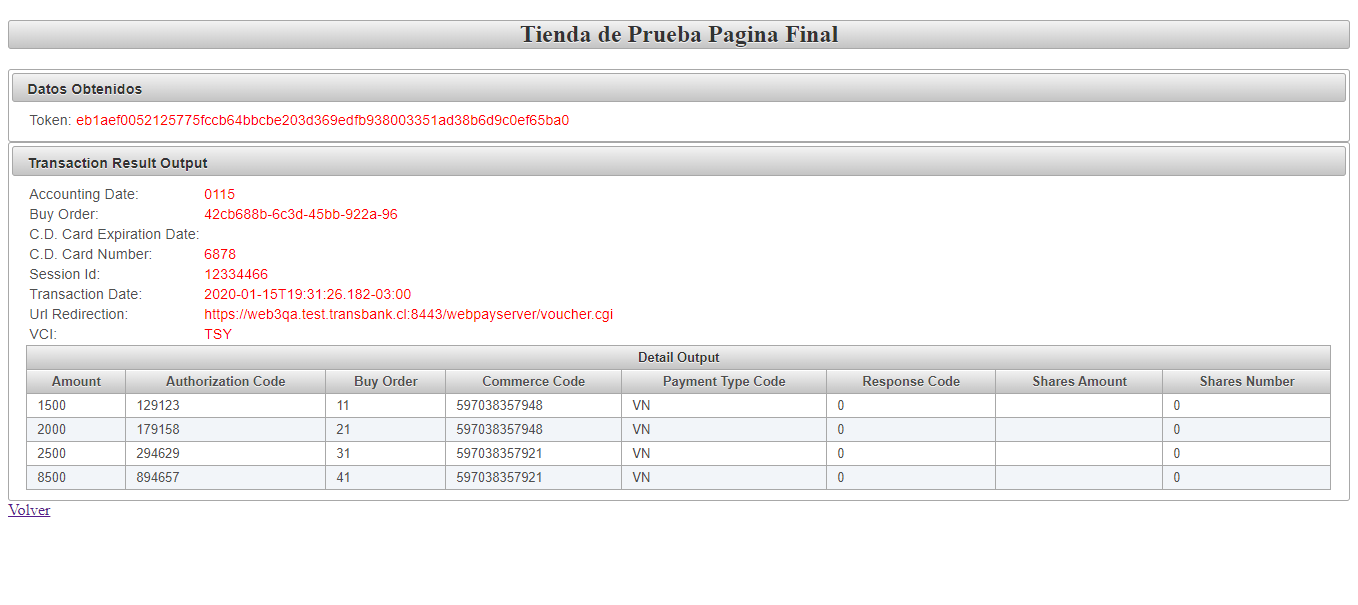 Tienda de Prueba Pagina Final
Datos Obtenidos
Token: eb1aef0052125775fccb64bbcbe203d369edfb938003351ad38b6d9c0ef65ba0
Transaction Result Output
Accounting Date: 0115
Buy Order: 42cb688b-6c3d-45bb-922a-96
C.D. Card Expiration Date:
C.D. Card Number: 6878
Session Id: 12334466
Transaction Date: 2020-01-15T19:31:26.182-03:00
Url Redirection: https://web3qa.test.transbank.cl:8443/webpayserver/voucher.cgi
VCI: TSY
Detail Output
Amount Authorization Code Buy Order Commerce Code Payment Type Code Response Code Shares Amount Shares Number
1500 129123 11 597038357948 VN 0 0
2000 179158 21 597038357948 VN 0 0
2500 294629 31 597038357921 VN 0 0
8500 894657 41 597038357921 VN 0 0
Volver